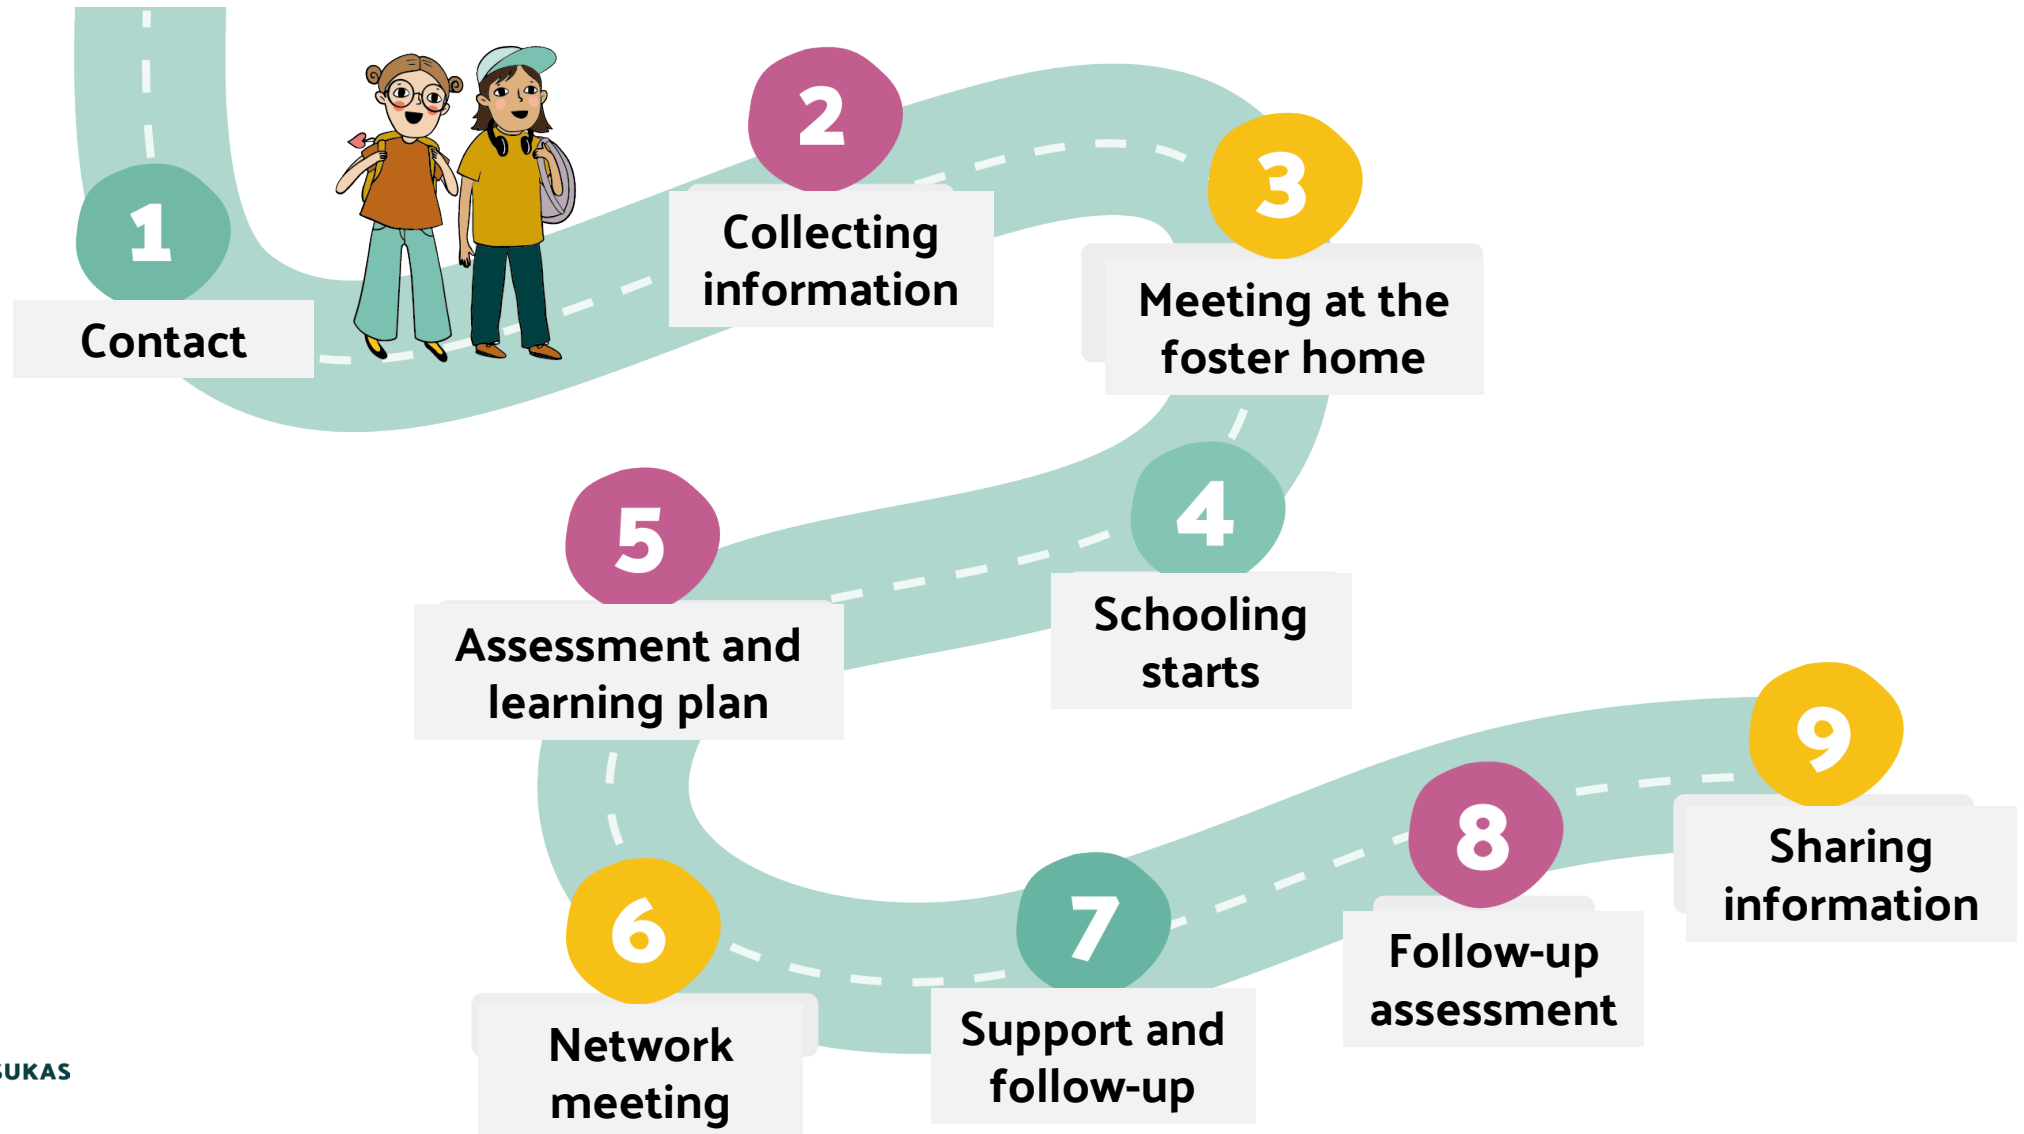 1
Contact
2
Collecting
information
3
Meeting at the
foster home
4
Schooling
starts
5
Assessment and
learning plan
6
Network
meeting
7
Support and
follow-up
8
Follow-up
assessment
9
Sharing
information